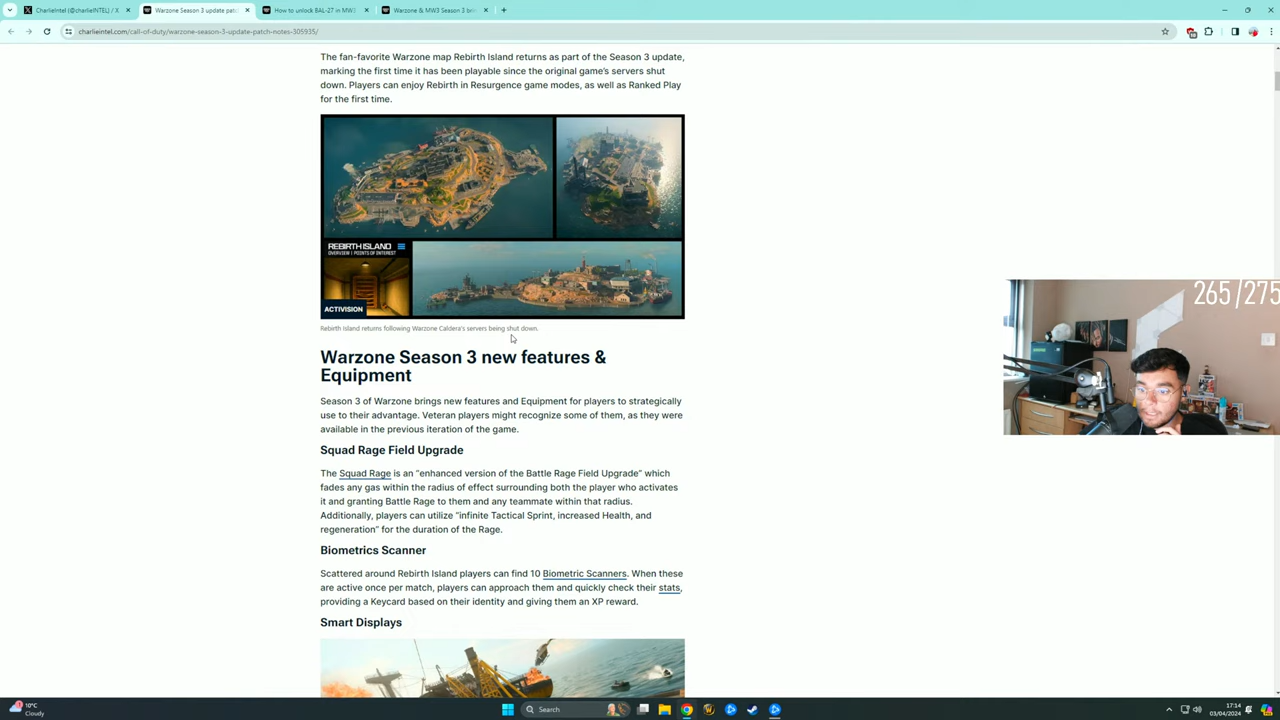 CharlieIntel (@charlieINTEL) / X
Warzone Season 3 update patc
How to unlock BAL-27 in MW3
Warzone & MW3 Season 3 br
charlieintel.com/call-of-duty/warzone-season-3-update-patch-notes-305935/
The fan-favorite Warzone map Rebirth Island returns as part of the Season 3 update,
marking the first time it has been playable since the original game's servers shut
down. Players can enjoy Rebirth in Resurgence game modes, as well as Ranked Play
for the first time.
REBIRTH ISLAND
OVERVIEW | POINTS OF INTEREST
ACTIVISION
Rebirth Island returns following Warzone Caldera's servers being shut down.
265/275
Warzone Season 3 new features &
Equipment
Season 3 of Warzone brings new features and Equipment for players to strategically
use to their advantage. Veteran players might recognize some of them, as they were
available in the previous iteration of the game.
Squad Rage Field Upgrade
The Squad Rage is an “enhanced version of the Battle Rage Field Upgrade” which
fades any gas within the radius of effect surrounding both the player who activates
it and granting Battle Rage to them and any teammate within that radius.
Additionally, players can utilize “infinite Tactical Sprint, increased Health, and
regeneration” for the duration of the Rage.
Biometrics Scanner
Scattered around Rebirth Island players can find 10 Biometric Scanners. When these
are active once per match, players can approach them and quickly check their stats,
providing a Keycard based on their identity and giving them an XP reward.
Smart Displays
10°C
Cloudy
Search
17:14
03/04/2024